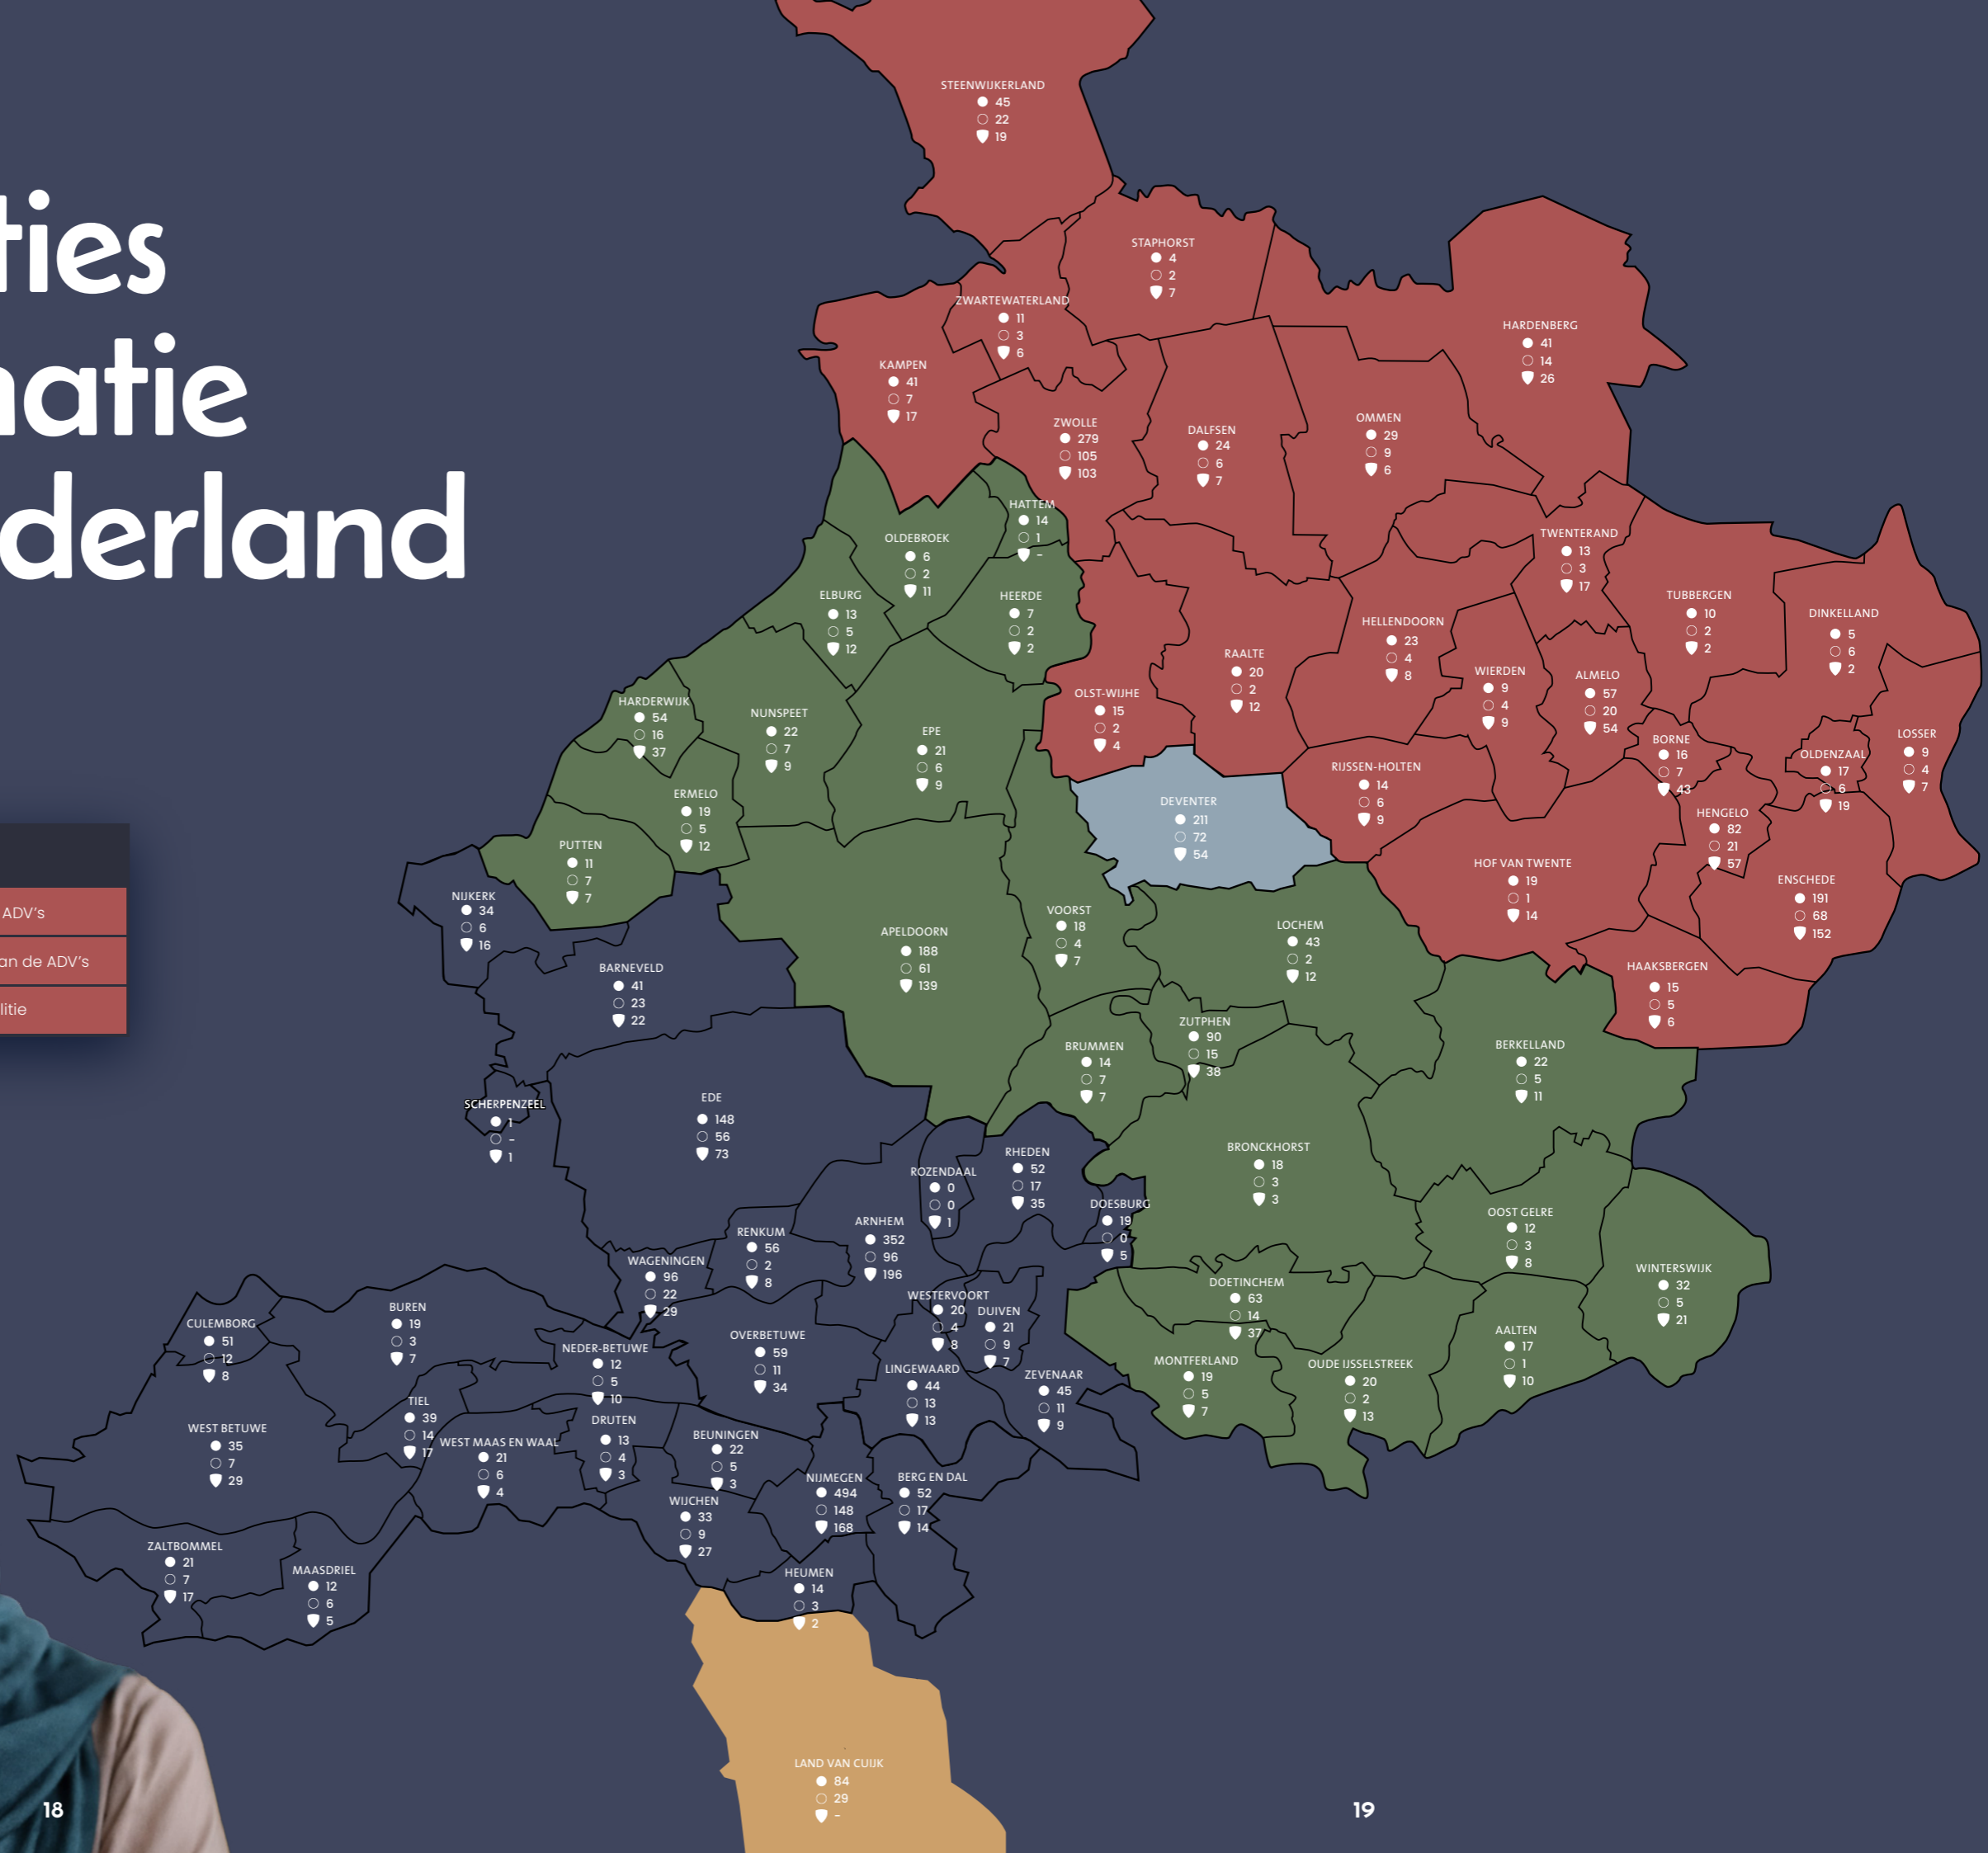 ties
natie
derland
ADV's
an de ADV's
litie
STEENWIJKERLAND
45
22
19
STAPHORST
4
2
7
ZWARTEWATERLAND
11
3
6
HARDENBERG
41
14
26
KAMPEN
41
7
17
ZWOLLE
279
105
103
DALFSEN
24
6
7
OMMEN
29
9
6
HATTEM
14
1
-
OLDEBROEK
6
2
11
TWENTERAND
13
3
17
ELBURG
13
5
12
HEERDE
7
2
2
TUBBERGEN
10
2
2
DINKELLAND
5
6
2
HELLENDOORN
23
4
8
RAALTE
20
2
12
WIERDEN
9
4
9
ALMELO
57
20
54
OLST-WIJHE
15
2
4
HARDERWIJK
54
16
37
NUNSPEET
22
7
9
EPE
21
6
9
BORNE
16
7
43
OLDENZAAL
17
6
19
LOSSER
9
4
7
RIJSSEN-HOLTEN
14
6
9
ERMELO
19
5
12
DEVENTER
211
72
54
HENGELO
82
21
57
PUTTEN
11
7
7
HOF VAN TWENTE
19
1
14
ENSCHEDE
191
68
152
NIJKERK
34
6
16
VOORST
18
4
7
APELDOORN
188
61
139
LOCHEM
43
2
12
BARNEVELD
41
23
22
HAAKSBERGEN
15
5
6
ZUTPHEN
90
15
38
BRUMMEN
14
7
7
BERKELLAND
22
5
11
SCHERPENZEEL
1
-
1
EDE
148
56
73
BRONCKHORST
18
3
3
RHEDEN
52
17
35
ROZENDAAL
0
0
1
DOESBURG
19
0
5
OOST GELRE
12
3
8
RENKUM
56
2
8
ARNHEM
352
96
196
WAGENINGEN
96
22
29
WINTERSWIJK
32
5
21
DOETINCHEM
63
14
37
WESTERVOORT
20
4
8
DUIVEN
21
9
7
BUREN
19
3
7
CULEMBORG
51
12
8
NEDER-BETUWE
12
5
10
OVERBETUWE
59
11
34
AALTEN
17
1
10
MONTFERLAND
19
5
7
OUDE IJSSELSTREEK
20
2
13
LINGEWAARD
44
13
13
ZEVENAAR
45
11
9
TIEL
39
14
17
WEST BETUWE
35
7
29
WEST MAAS EN WAAL
21
6
4
DRUTEN
13
4
3
BEUNINGEN
22
5
3
NIJMEGEN
494
148
168
BERG EN DAL
52
17
14
WIJCHEN
33
9
27
ZALTBOMMEL
21
7
17
MAASDRIEL
12
6
5
HEUMEN
14
3
2
LAND VAN CUIJK
84
29
-
18
19